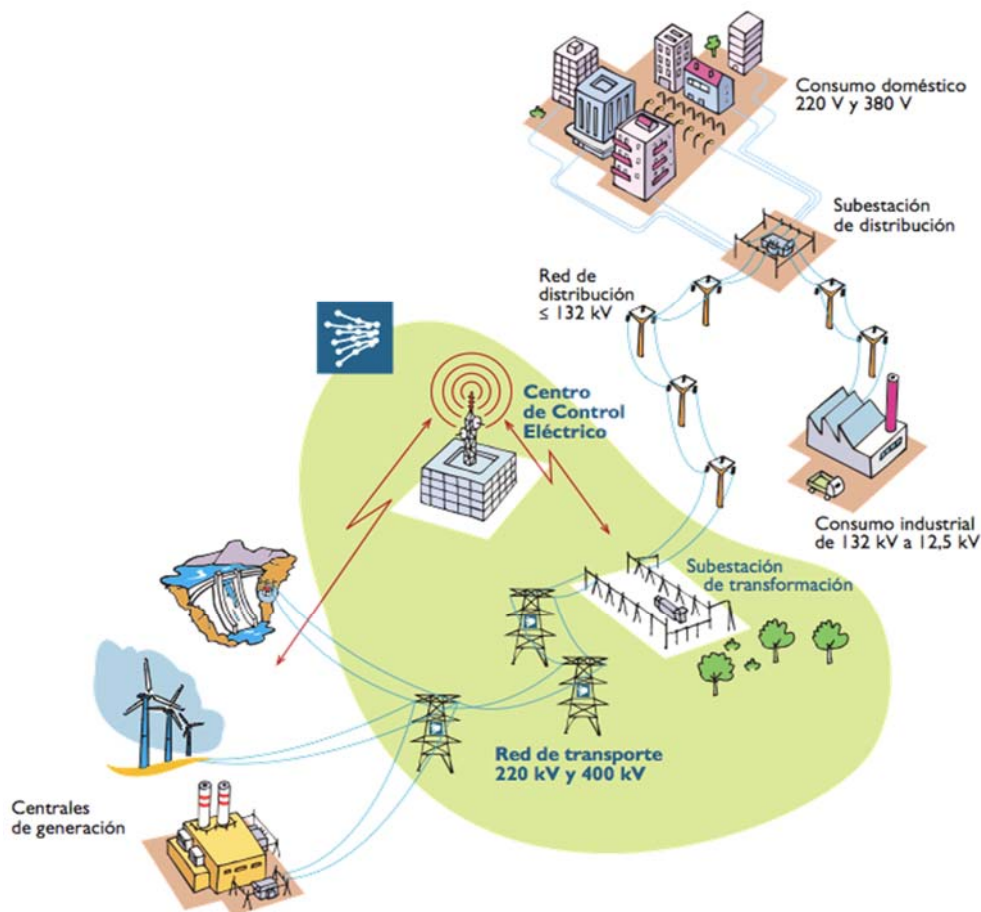 Consumo doméstico
220 V y 380 V
Subestación
de distribución
Red de
distribución
≤ 132 kV
Centro
de Control
Eléctrico
Consumo industrial
de 132 kV a 12,5 kV
Subestación
de transformación
Red de transporte
220 kV y 400 kV
Centrales
de generación